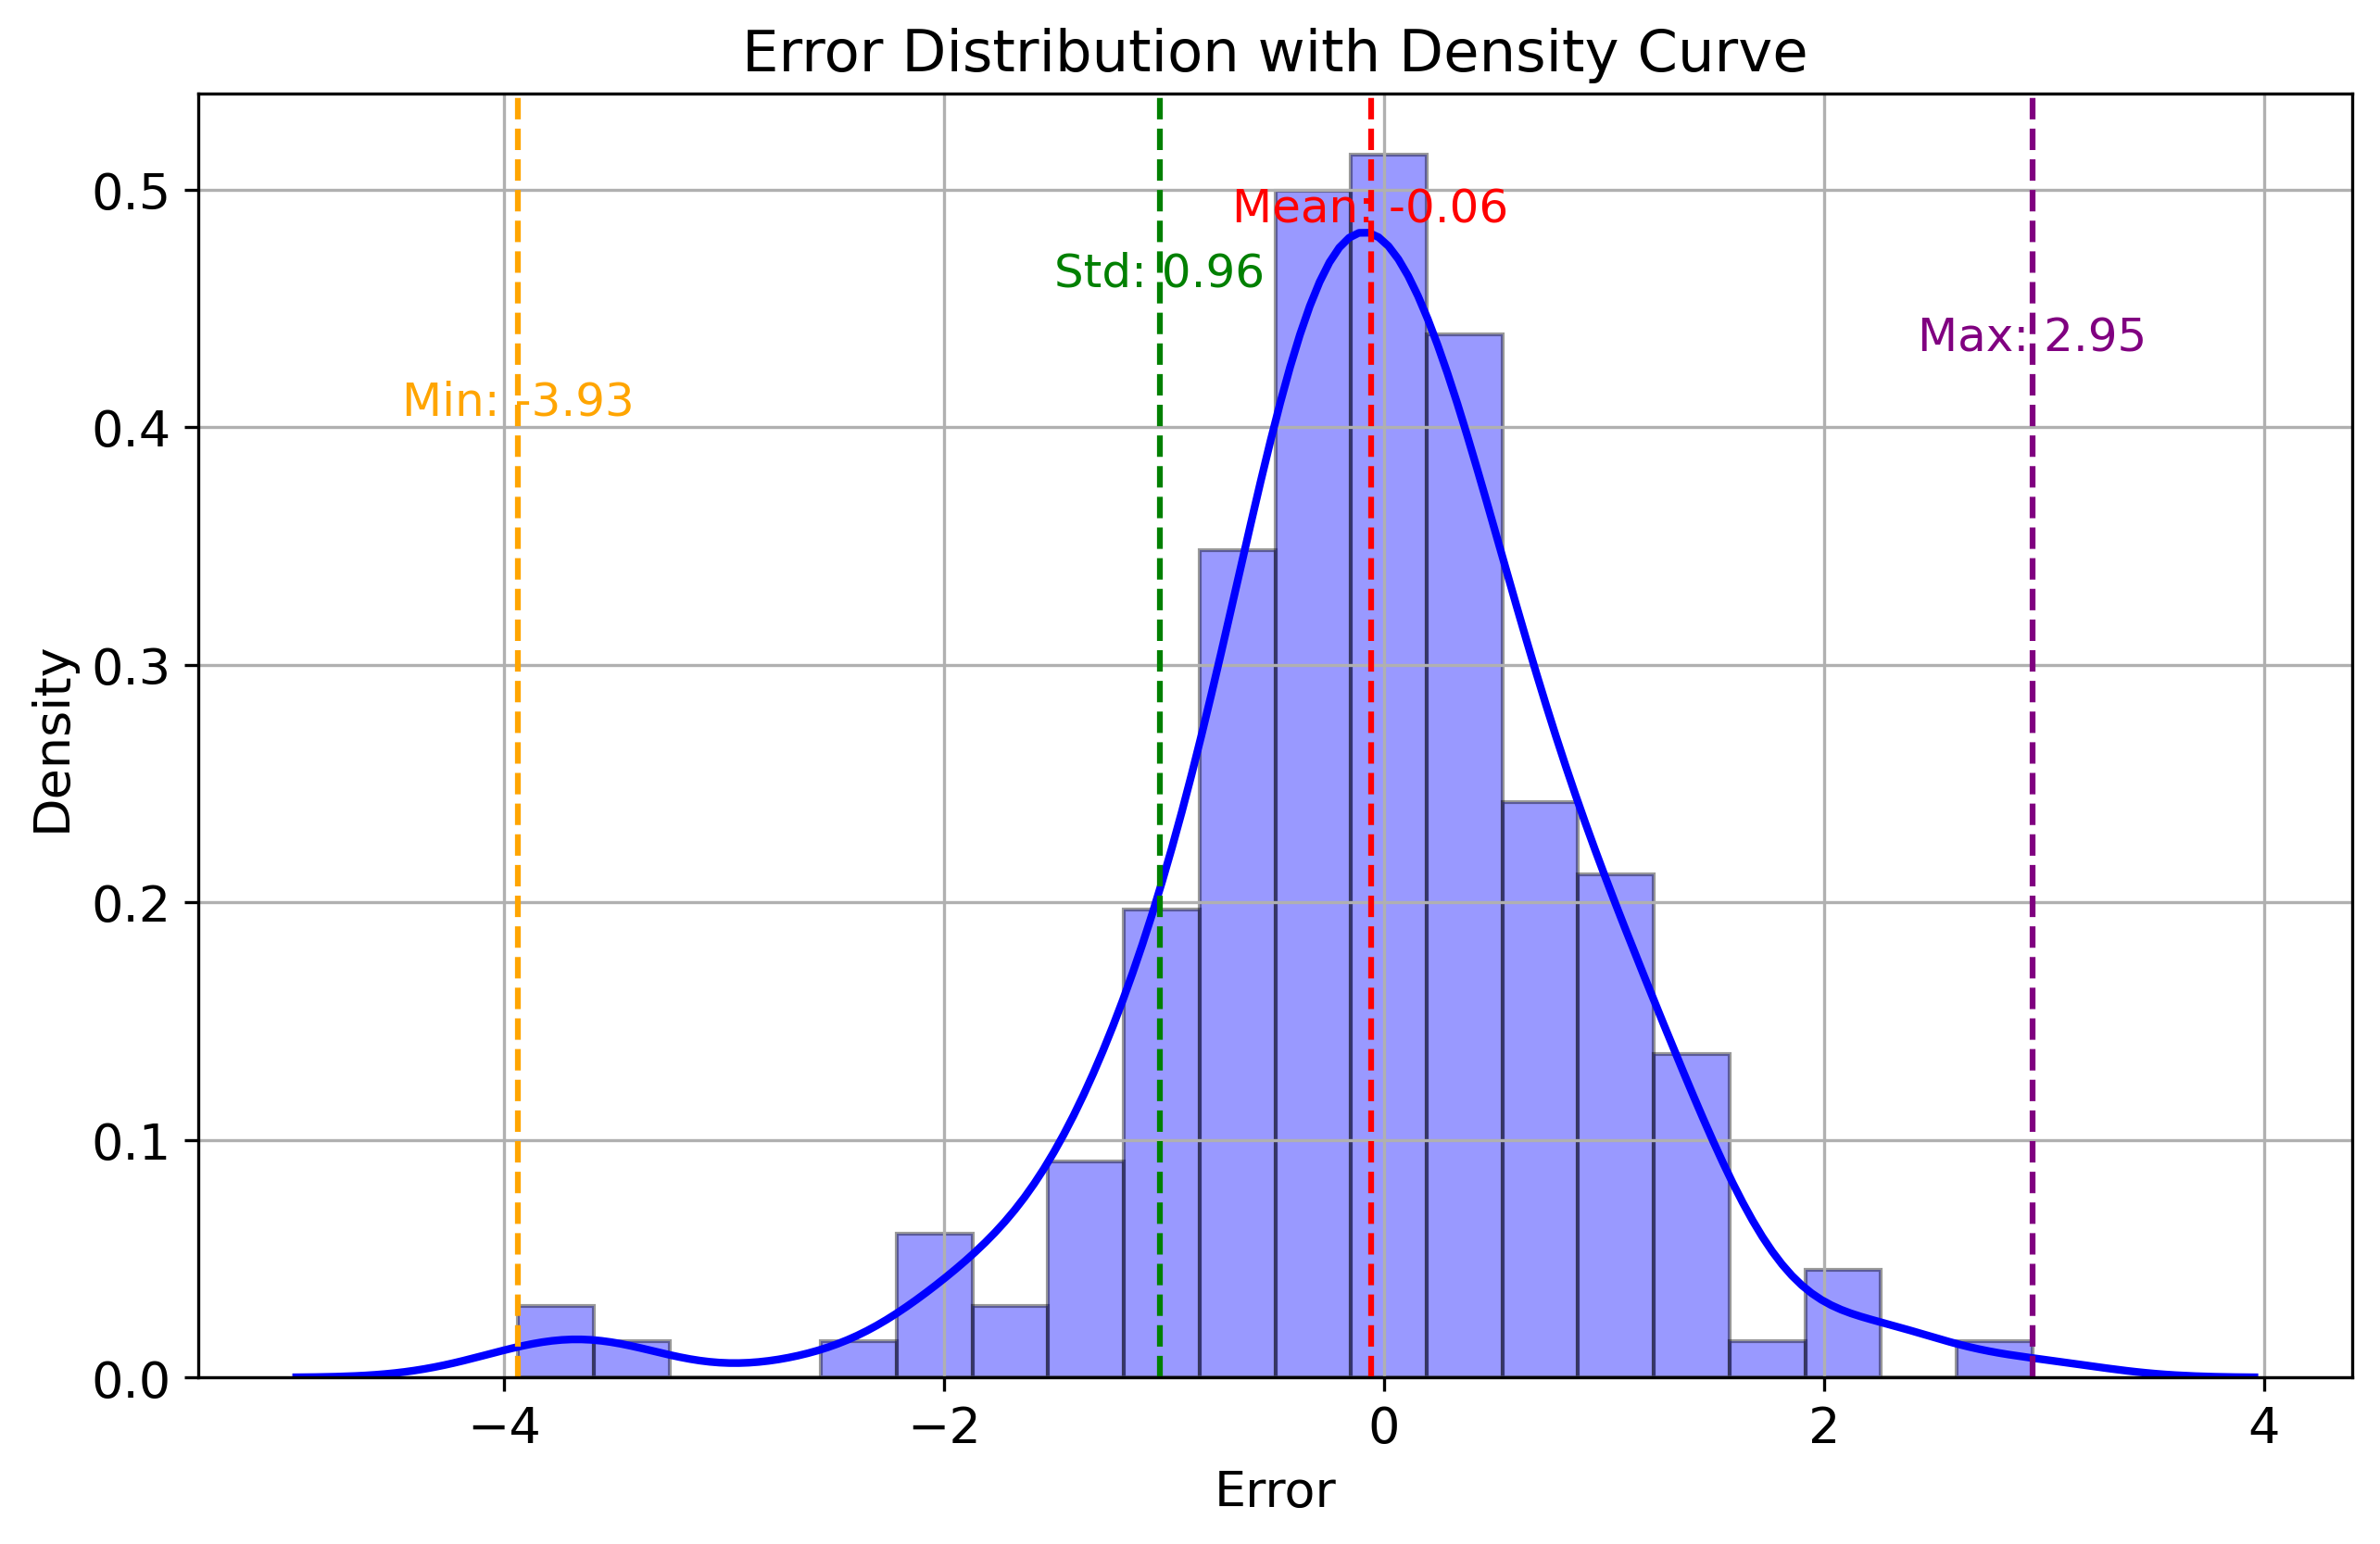 Error Distribution with Density Curve
Mean: -0.06
Std: 0.96
Max: 2.95
Min: -3.93
Density
0.5
0.4
0.3
0.2
0.1
0.0
−4 −2 0 2 4
Error